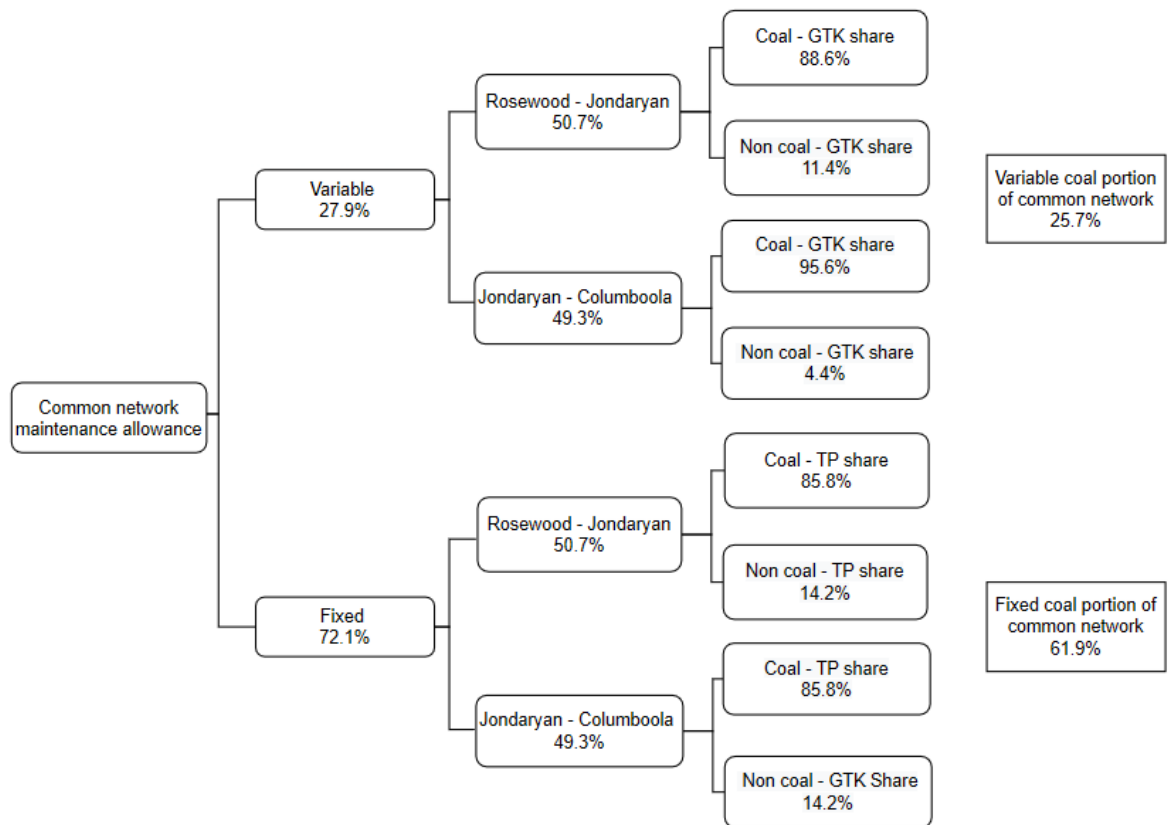 Common network
maintenance allowance
Variable
27.9%
Rosewood - Jondaryan
50.7%
Coal - GTK share
88.6%
Non coal - GTK share
11.4%
Jondaryan - Columboola
49.3%
Coal - GTK share
95.6%
Non coal - GTK share
4.4%
Variable coal portion
of common network
25.7%
Fixed
72.1%
Rosewood - Jondaryan
50.7%
Coal - TP share
85.8%
Non coal - TP share
14.2%
Jondaryan - Columboola
49.3%
Coal - TP share
85.8%
Non coal - GTK Share
14.2%
Fixed coal portion of
common network
61.9%